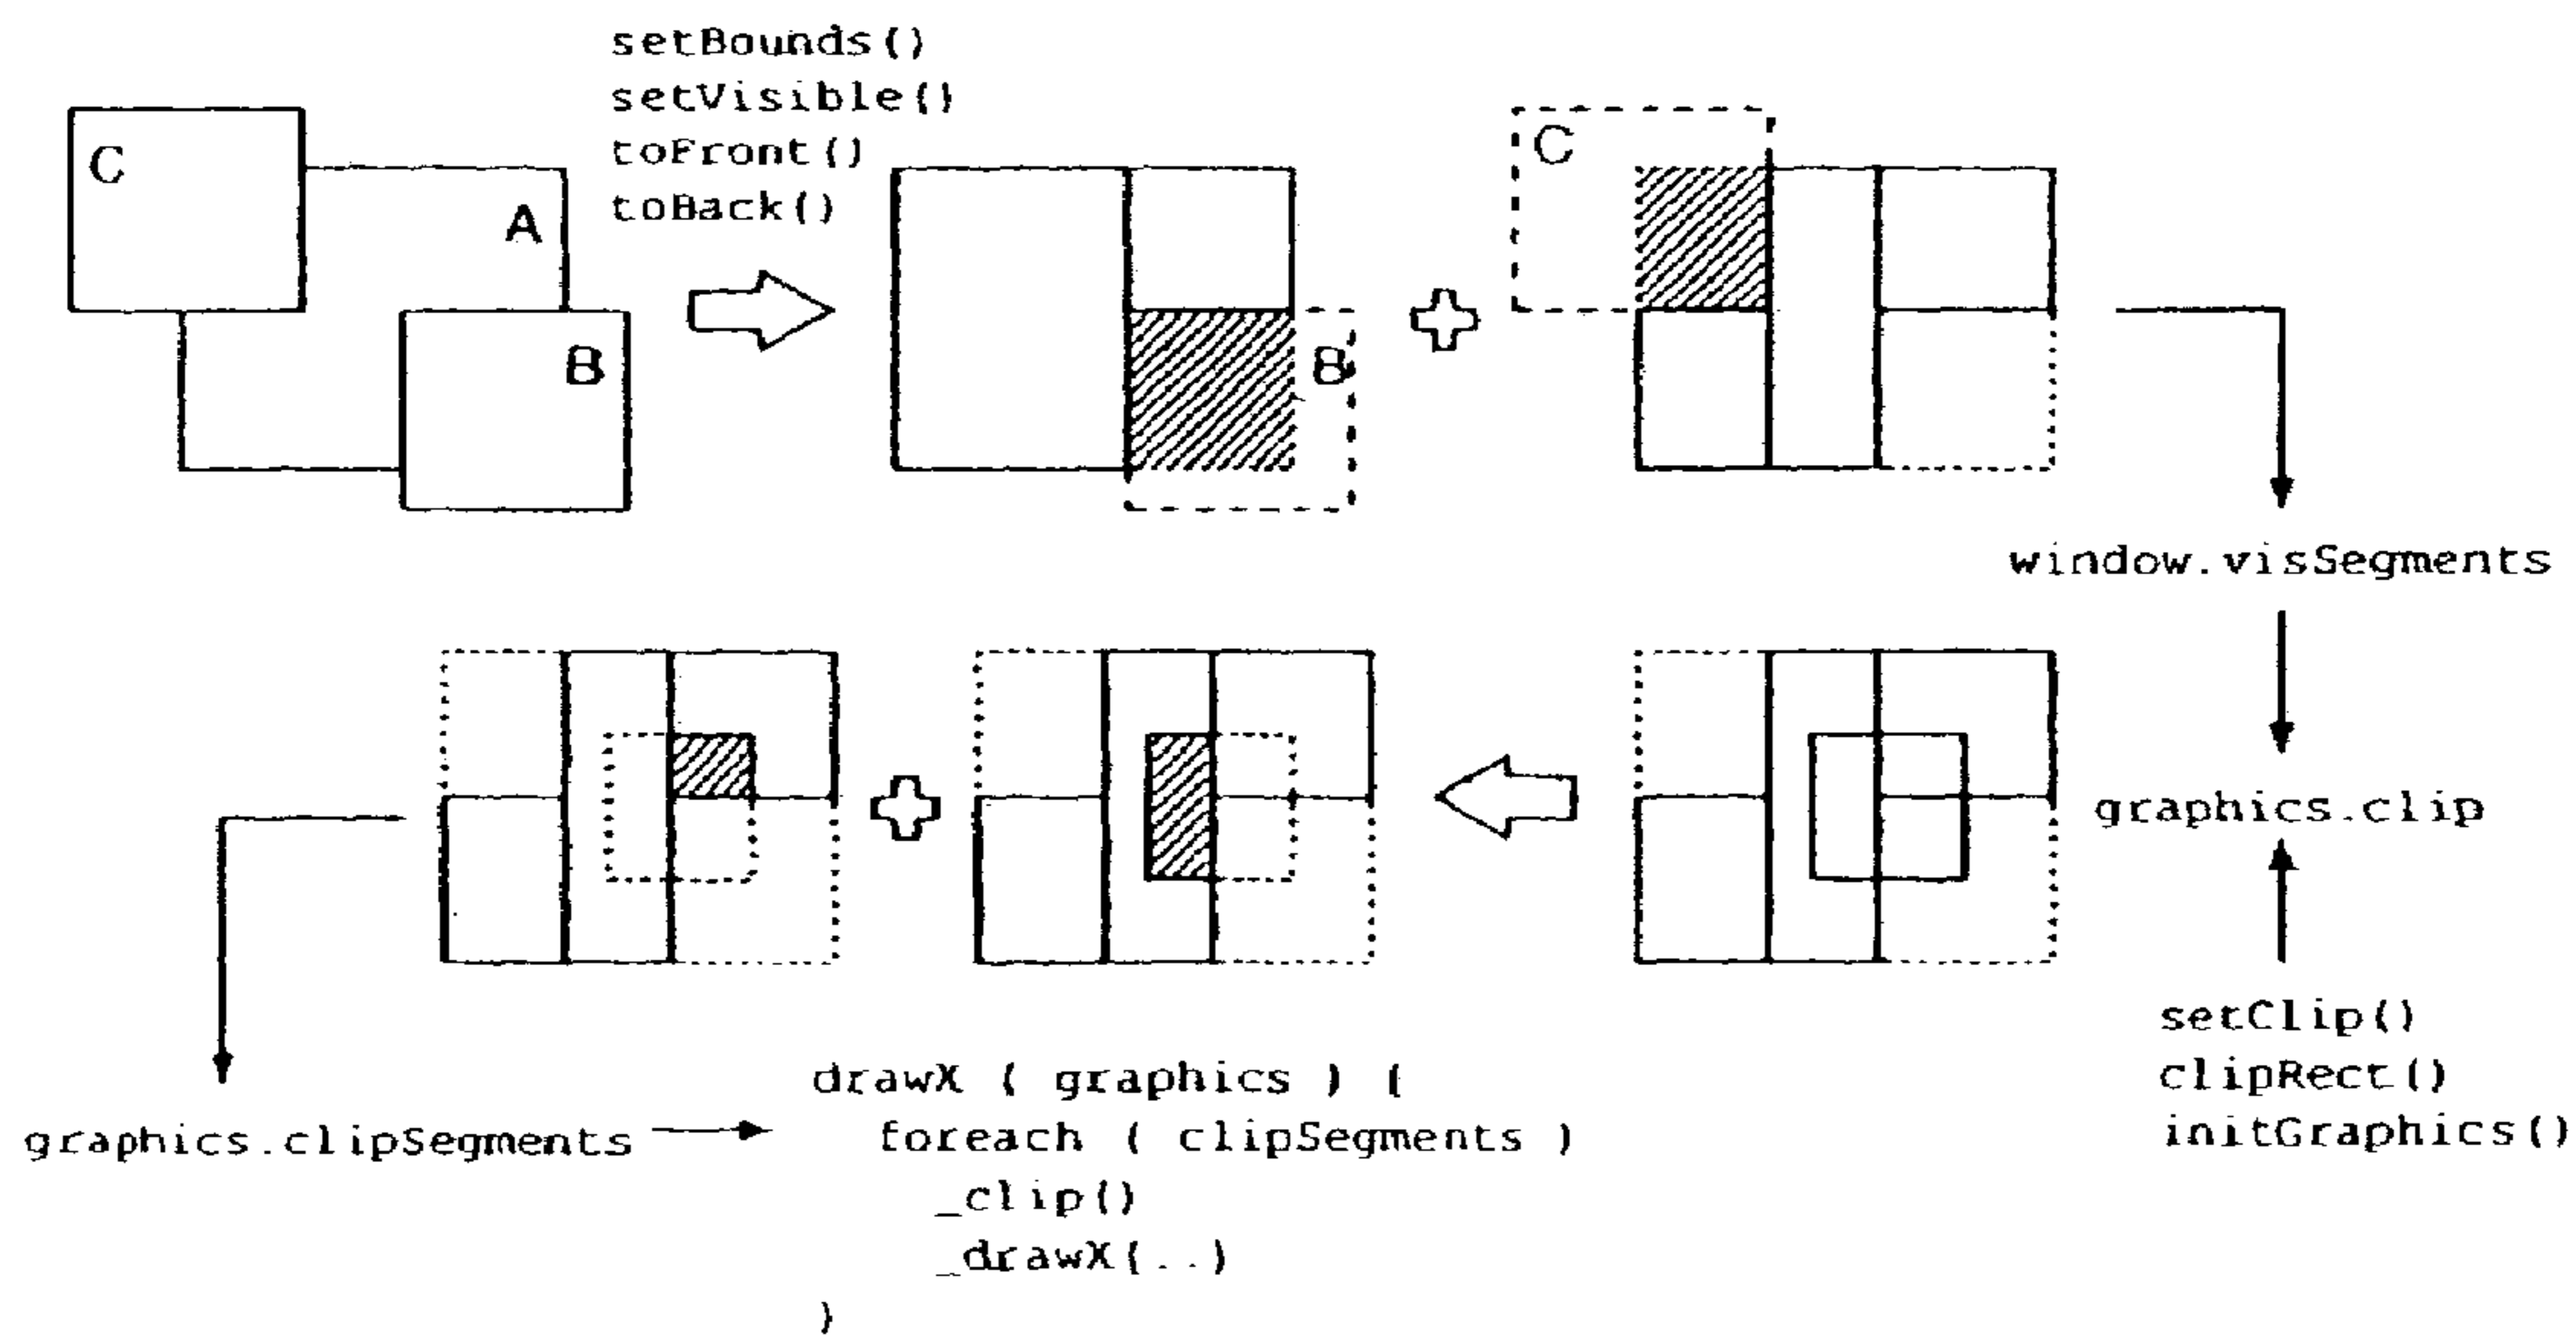 setBounds()
setVisible()
toFront()
toBack()
C
A
B
B
C
window.visSegments
graphics.clip
setClip()
clipRect()
initGraphics()
graphics.clipSegments
drawX ( graphics ) {
foreach ( clipSegments )
_clip()
_drawX(..)
}